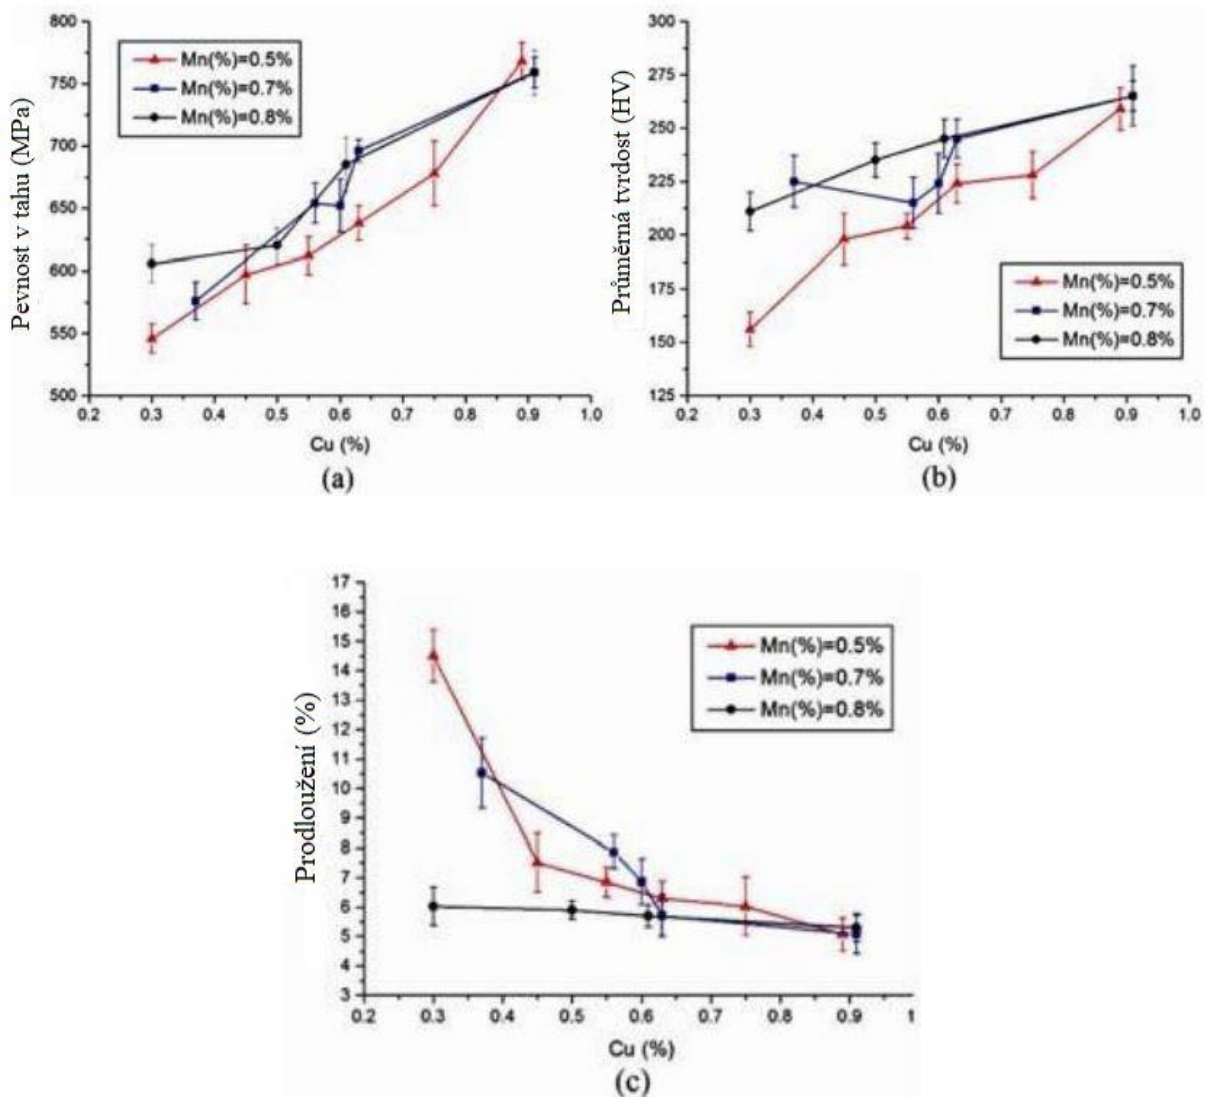 800
750
700
650
600
550
500
Pevnost v tahu (MPa)
Mn(%)=0.5%
Mn(%)=0.7%
Mn(%)=0.8%
0.2 0.3 0.4 0.5 0.6 0.7 0.8 0.9 1.0
Cu (%)
(a)
300
275
250
225
200
175
150
125
Průměrná tvrdost (HV)
Mn(%)=0.5%
Mn(%)=0.7%
Mn(%)=0.8%
0.2 0.3 0.4 0.5 0.6 0.7 0.8 0.9 1.0
Cu (%)
(b)
17
16
15
14
13
12
11
10
9
8
7
6
5
4
3
Prodloužení (%)
Mn(%)=0.5%
Mn(%)=0.7%
Mn(%)=0.8%
0.2 0.3 0.4 0.5 0.6 0.7 0.8 0.9 1
Cu (%)
(c)